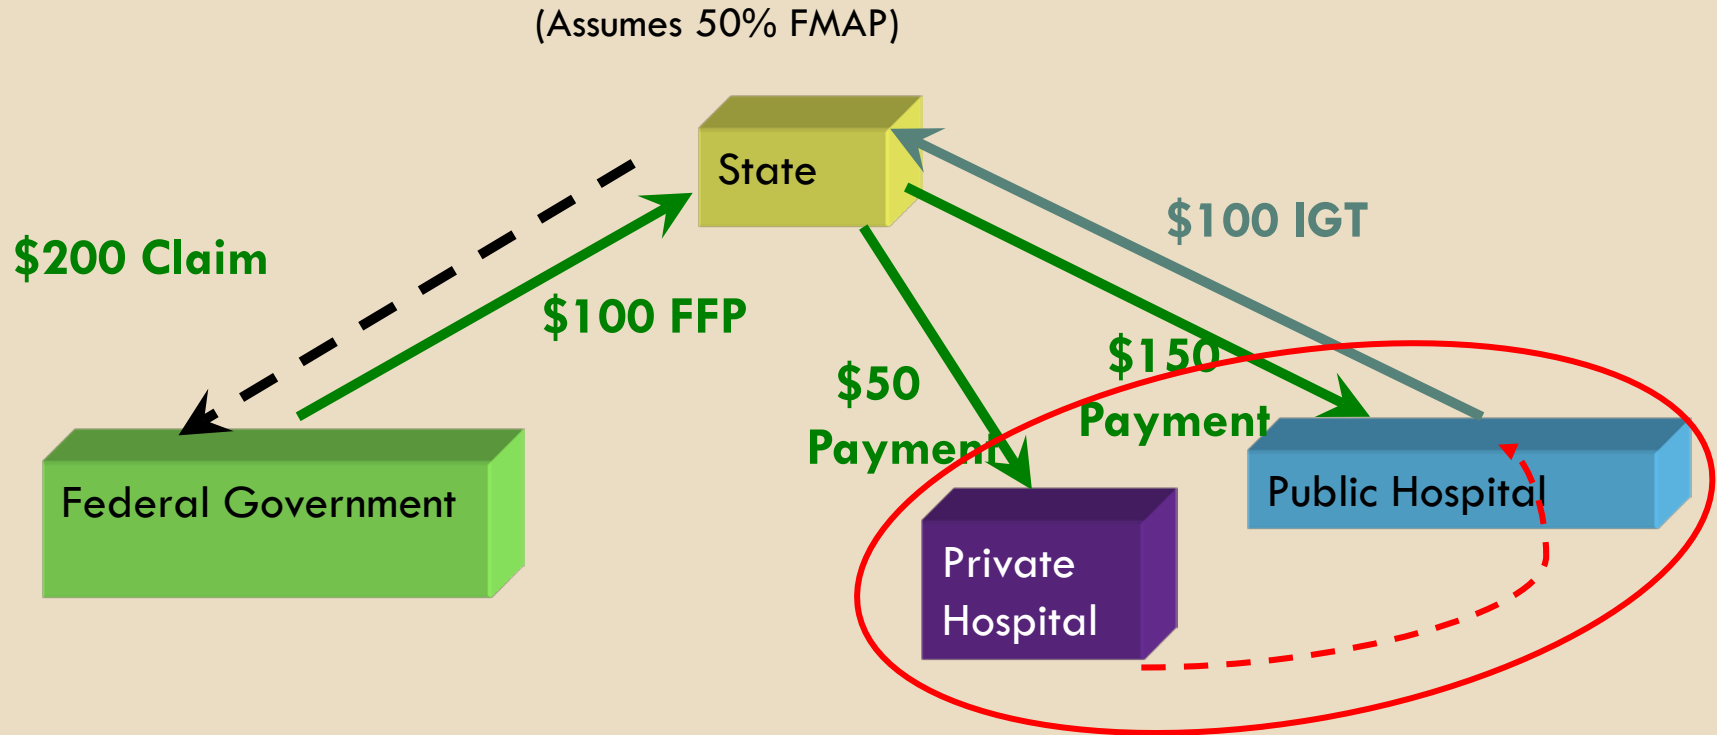 (Assumes 50% FMAP)
State
$100 IGT
$200 Claim
$100 FFP
$50
Payment
$150
Payment
Federal Government
Public Hospital
Private
Hospital